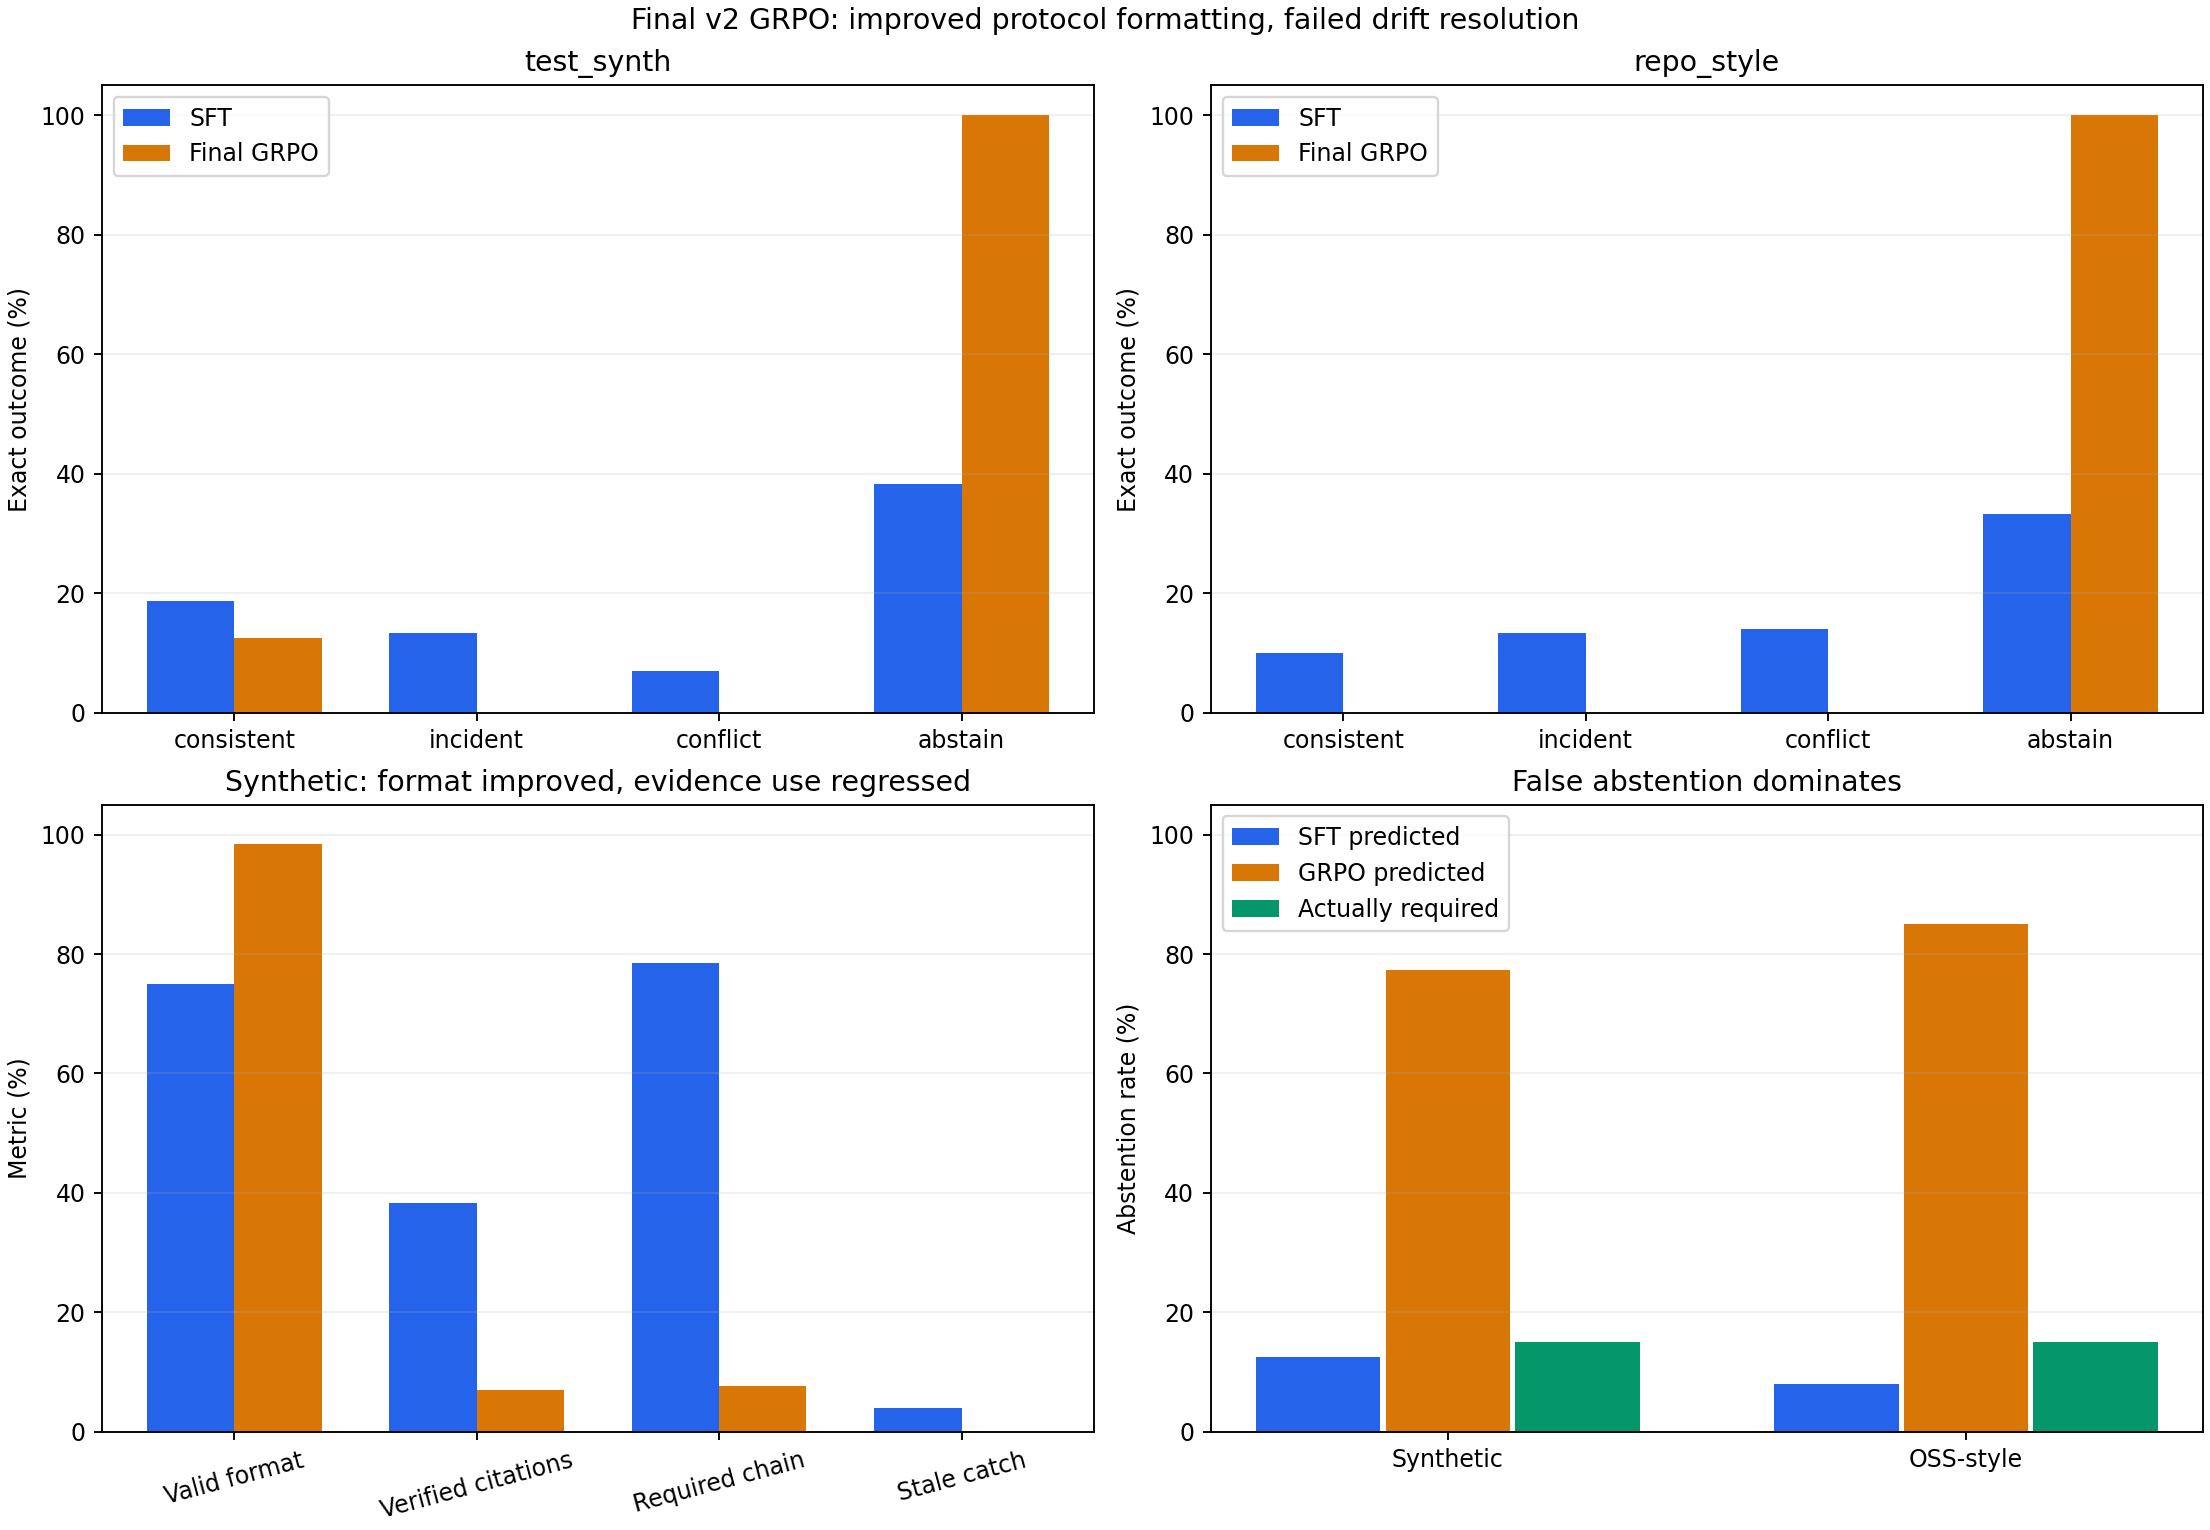 Final v2 GRPO: improved protocol formatting, failed drift resolution
test_synth
SFT
Final GRPO
Exact outcome (%)
100
80
60
40
20
0
consistent
incident
conflict
abstain
repo_style
SFT
Final GRPO
Exact outcome (%)
100
80
60
40
20
0
consistent
incident
conflict
abstain
Synthetic: format improved, evidence use regressed
Metric (%)
100
80
60
40
20
0
Valid format
Verified citations
Required chain
Stale catch
False abstention dominates
SFT predicted
GRPO predicted
Actually required
Abstention rate (%)
100
80
60
40
20
0
Synthetic
OSS-style